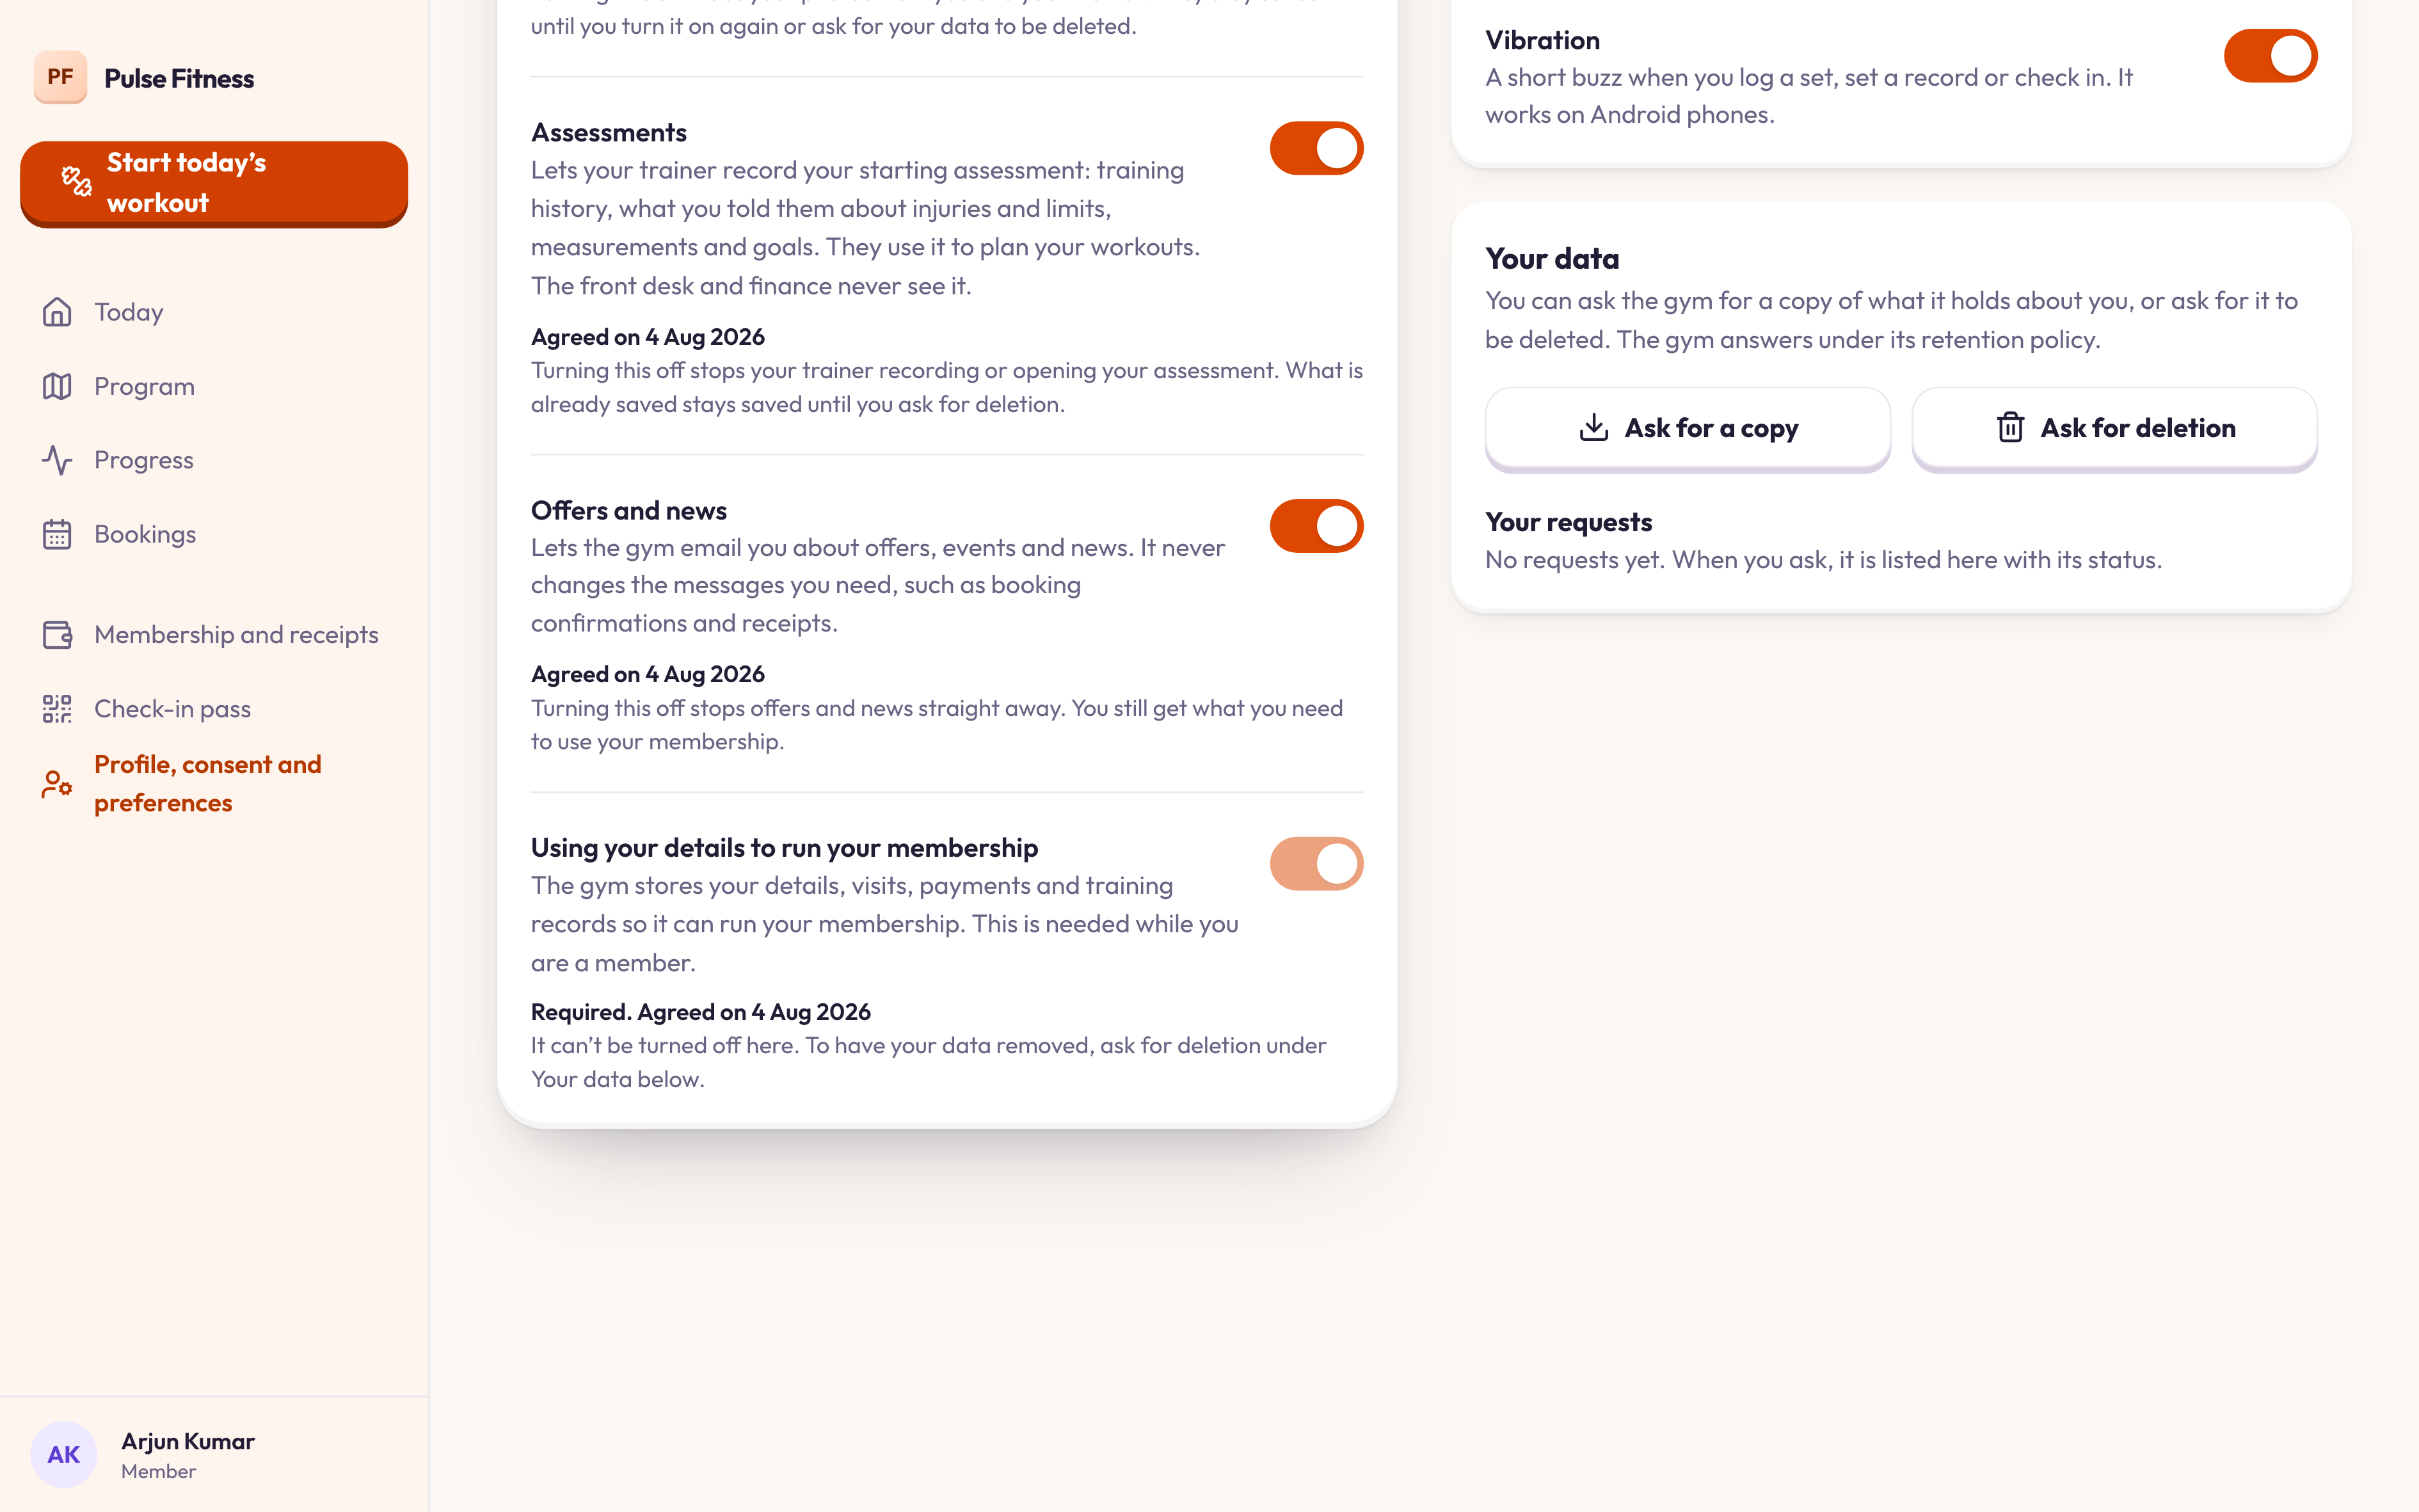 PF
Pulse Fitness
Start today’s
workout
Today
Program
Progress
Bookings
Membership and receipts
Check-in pass
Profile, consent and
preferences
AK
Arjun Kumar
Member
until you turn it on again or ask for your data to be deleted.
Assessments
Lets your trainer record your starting assessment: training
history, what you told them about injuries and limits,
measurements and goals. They use it to plan your workouts.
The front desk and finance never see it.
Agreed on 4 Aug 2026
Turning this off stops your trainer recording or opening your assessment. What is
already saved stays saved until you ask for deletion.
Offers and news
Lets the gym email you about offers, events and news. It never
changes the messages you need, such as booking
confirmations and receipts.
Agreed on 4 Aug 2026
Turning this off stops offers and news straight away. You still get what you need
to use your membership.
Using your details to run your membership
The gym stores your details, visits, payments and training
records so it can run your membership. This is needed while you
are a member.
Required. Agreed on 4 Aug 2026
It can’t be turned off here. To have your data removed, ask for deletion under
Your data below.
Vibration
A short buzz when you log a set, set a record or check in. It
works on Android phones.
Your data
You can ask the gym for a copy of what it holds about you, or ask for it to
be deleted. The gym answers under its retention policy.
Ask for a copy
Ask for deletion
Your requests
No requests yet. When you ask, it is listed here with its status.